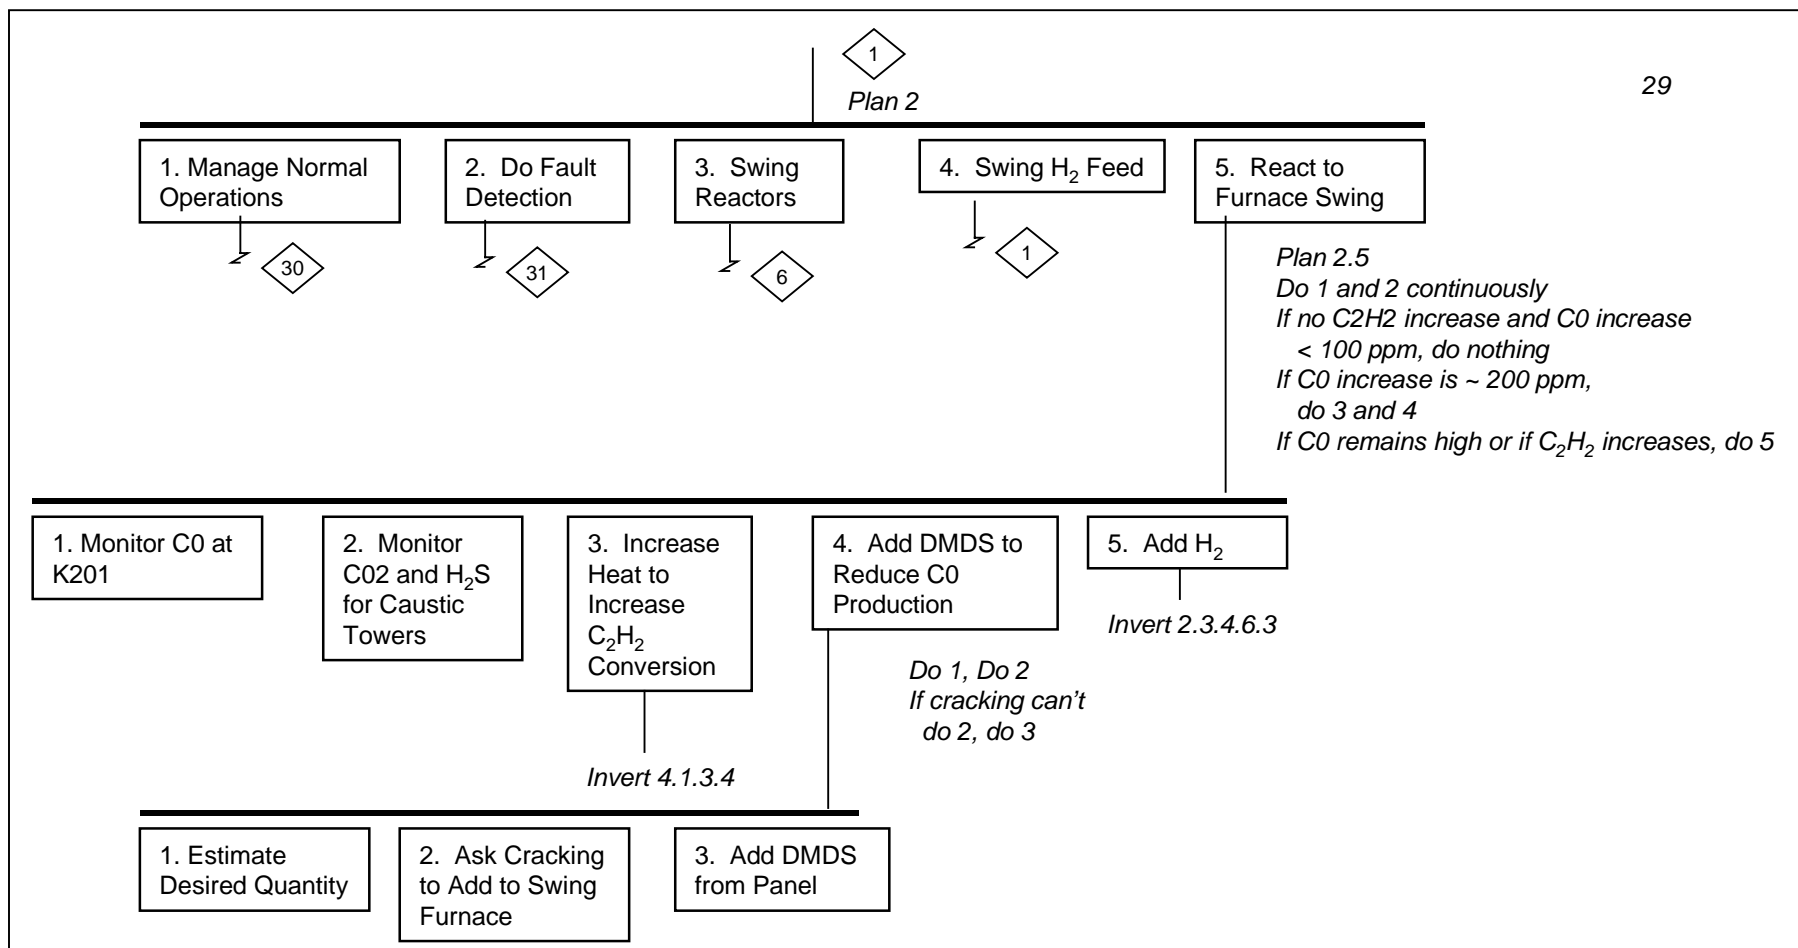 1
Plan 2
29
1. Manage Normal
Operations
2. Do Fault
Detection
3. Swing
Reactors
4. Swing H₂ Feed
5. React to
Furnace Swing
30
31
6
1
Plan 2.5
Do 1 and 2 continuously
If no C2H2 increase and C0 increase
< 100 ppm, do nothing
If C0 increase is ~ 200 ppm,
do 3 and 4
If C0 remains high or if C₂H₂ increases, do 5
1. Monitor C0 at
K201
2. Monitor
C02 and H₂S
for Caustic
Towers
3. Increase
Heat to
Increase
C₂H₂
Conversion
4. Add DMDS to
Reduce C0
Production
5. Add H₂
Invert 2.3.4.6.3
Do 1, Do 2
If cracking can’t
do 2, do 3
Invert 4.1.3.4
1. Estimate
Desired Quantity
2. Ask Cracking
to Add to Swing
Furnace
3. Add DMDS
from Panel